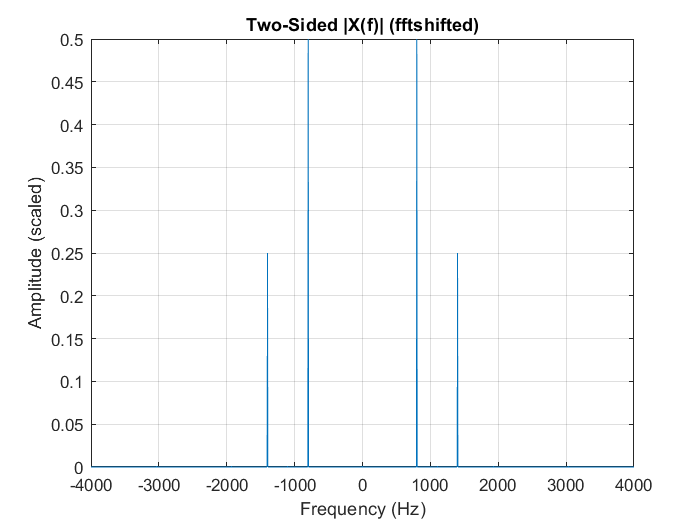 Two-Sided |X(f)| (fftshifted)
0.5
0.45
0.4
0.35
0.3
0.25
0.2
0.15
0.1
0.05
0
Amplitude (scaled)
-4000 -3000 -2000 -1000 0 1000 2000 3000 4000
Frequency (Hz)